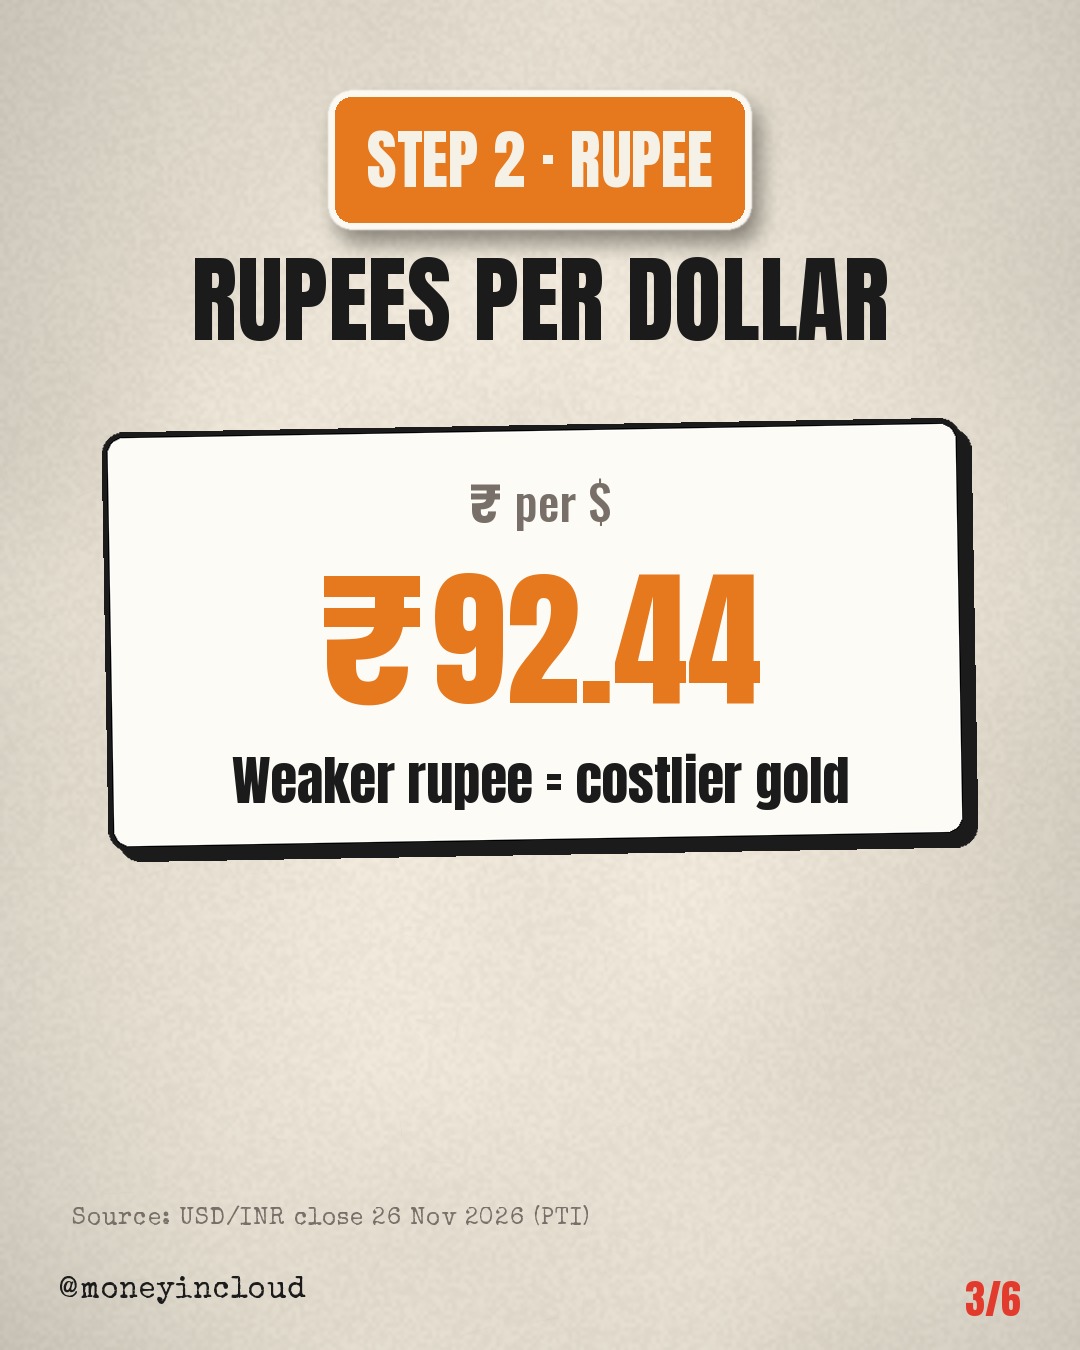 STEP 2 · RUPEE
RUPEES PER DOLLAR
₹ per $
₹92.44
Weaker rupee = costlier gold
Source: USD/INR close 26 Nov 2026 (PTI)
@moneyincloud
3/6